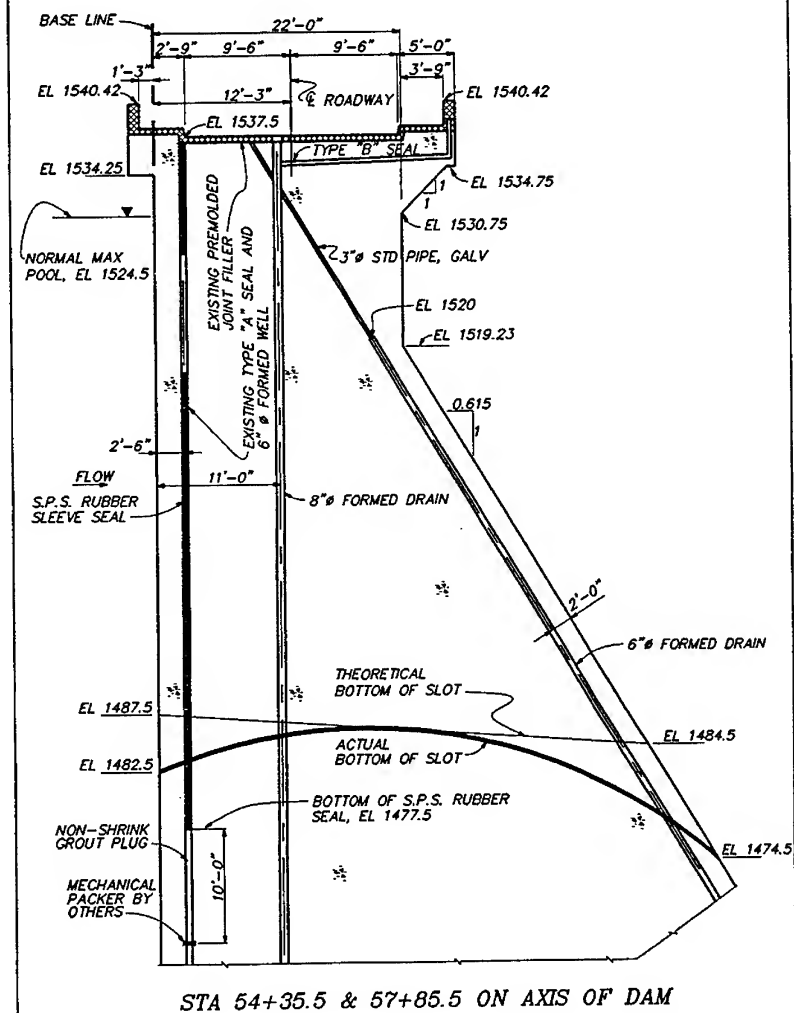 BASE LINE
22'-0"
2'-9"
9'-6"
9'-6"
5'-0"
1'-3"
3'-9"
EL 1540.42
12'-3"
℄ ROADWAY
EL 1540.42
EL 1537.5
TYPE "B" SEAL
EL 1534.25
EL 1534.75
1
1
EL 1530.75
NORMAL MAX
POOL, EL 1524.5
EXISTING PREMOLDED
JOINT FILLER
EXISTING TYPE "A" SEAL AND
6" ø FORMED WELL
3"ø STD PIPE, GALV
EL 1520
EL 1519.23
0.615
1
2'-6"
FLOW
11'-0"
S.P.S. RUBBER
SLEEVE SEAL
8"ø FORMED DRAIN
2'-0"
6"ø FORMED DRAIN
THEORETICAL
BOTTOM OF SLOT
EL 1487.5
EL 1484.5
ACTUAL
BOTTOM OF SLOT
EL 1482.5
BOTTOM OF S.P.S. RUBBER
SEAL, EL 1477.5
NON-SHRINK
GROUT PLUG
10'-0"
EL 1474.5
MECHANICAL
PACKER BY
OTHERS
STA 54+35.5 & 57+85.5 ON AXIS OF DAM